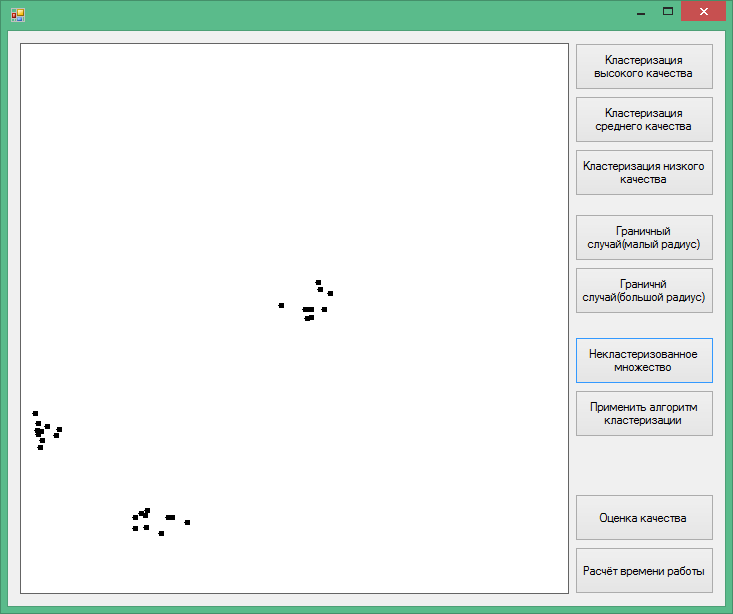 Кластеризация
высокого качества
Кластеризация
среднего качества
Кластеризация низкого
качества
Граничный
случай(малый радиус)
Граничнй
случай(большой радиус)
Некластеризованное
множество
Применить алгоритм
кластеризации
Оценка качества
Расчёт времени работы